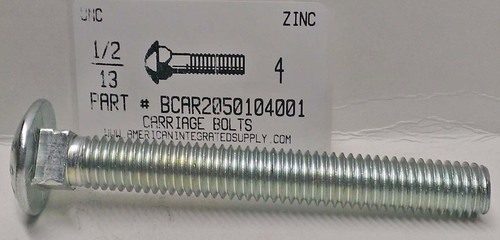 UNC ZINC
1/2
13
4
PART # BCAR2050104001
CARRIAGE BOLTS
WWW.AMERICANINTEGRATEDSUPPLY.COM